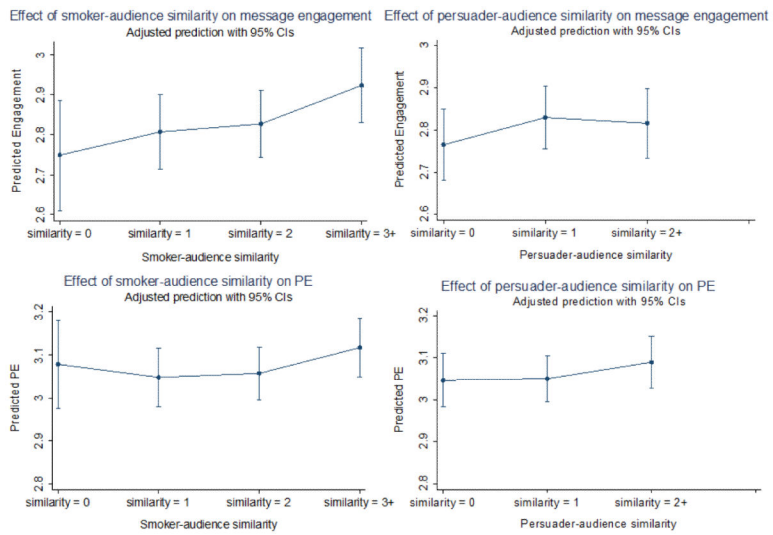 Effect of smoker-audience similarity on message engagement
Adjusted prediction with 95% CIs
Predicted Engagement
3
2.9
2.8
2.7
2.6
similarity = 0
similarity = 1
similarity = 2
similarity = 3+
Smoker-audience similarity
Effect of persuader-audience similarity on message engagement
Adjusted prediction with 95% CIs
Predicted Engagement
3
2.9
2.8
2.7
2.6
similarity = 0
similarity = 1
similarity = 2+
Persuader-audience similarity
Effect of smoker-audience similarity on PE
Adjusted prediction with 95% CIs
Predicted PE
3.2
3.1
3
2.9
2.8
similarity = 0
similarity = 1
similarity = 2
similarity = 3+
Smoker-audience similarity
Effect of persuader-audience similarity on PE
Adjusted prediction with 95% CIs
Predicted PE
3.2
3.1
3
2.9
2.8
similarity = 0
similarity = 1
similarity = 2+
Persuader-audience similarity